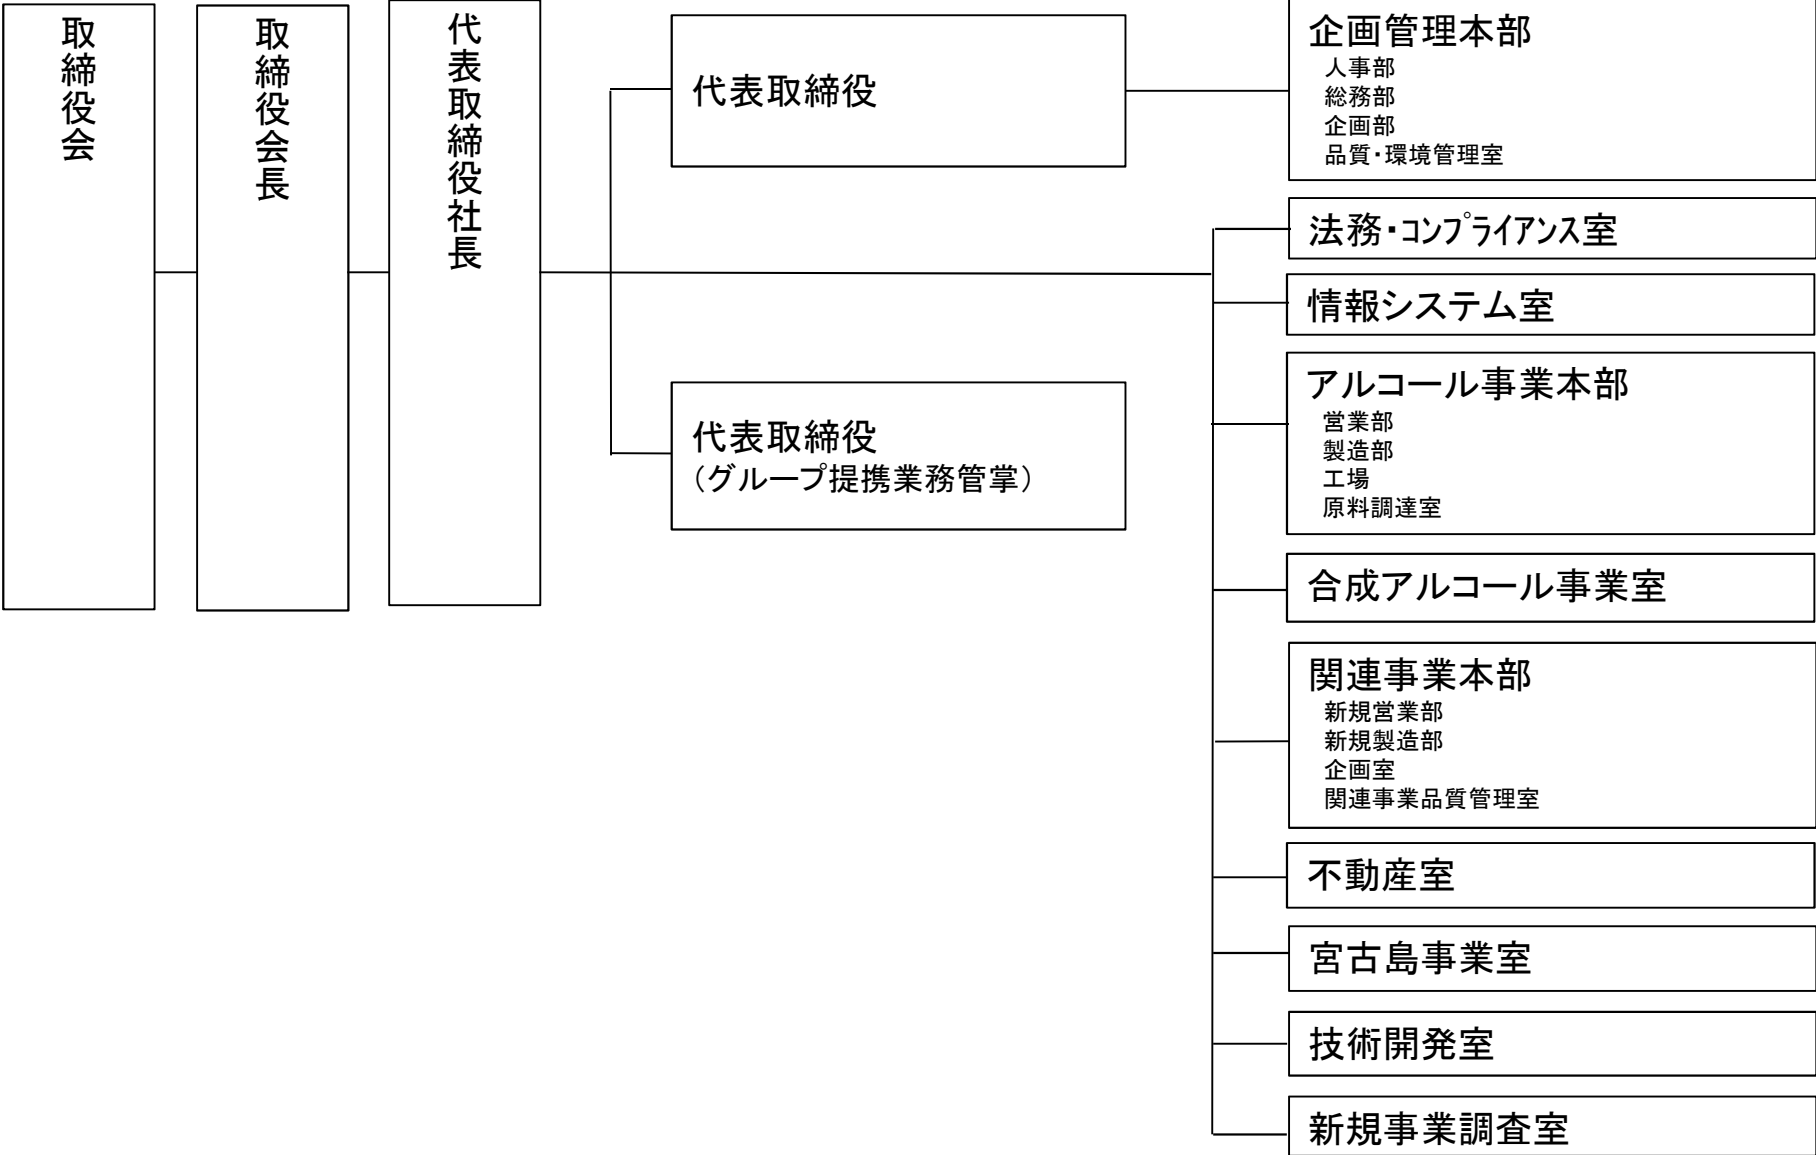 取締役会
取締役会長
代表取締役社長
代表取締役
代表取締役
（グループ提携業務管掌）
企画管理本部
人事部
総務部
企画部
品質・環境管理室
法務・ｺﾝﾌﾟﾗｲｱﾝｽ室
情報システム室
アルコール事業本部
営業部
製造部
工場
原料調達室
合成アルコール事業室
関連事業本部
新規営業部
新規製造部
企画室
関連事業品質管理室
不動産室
宮古島事業室
技術開発室
新規事業調査室